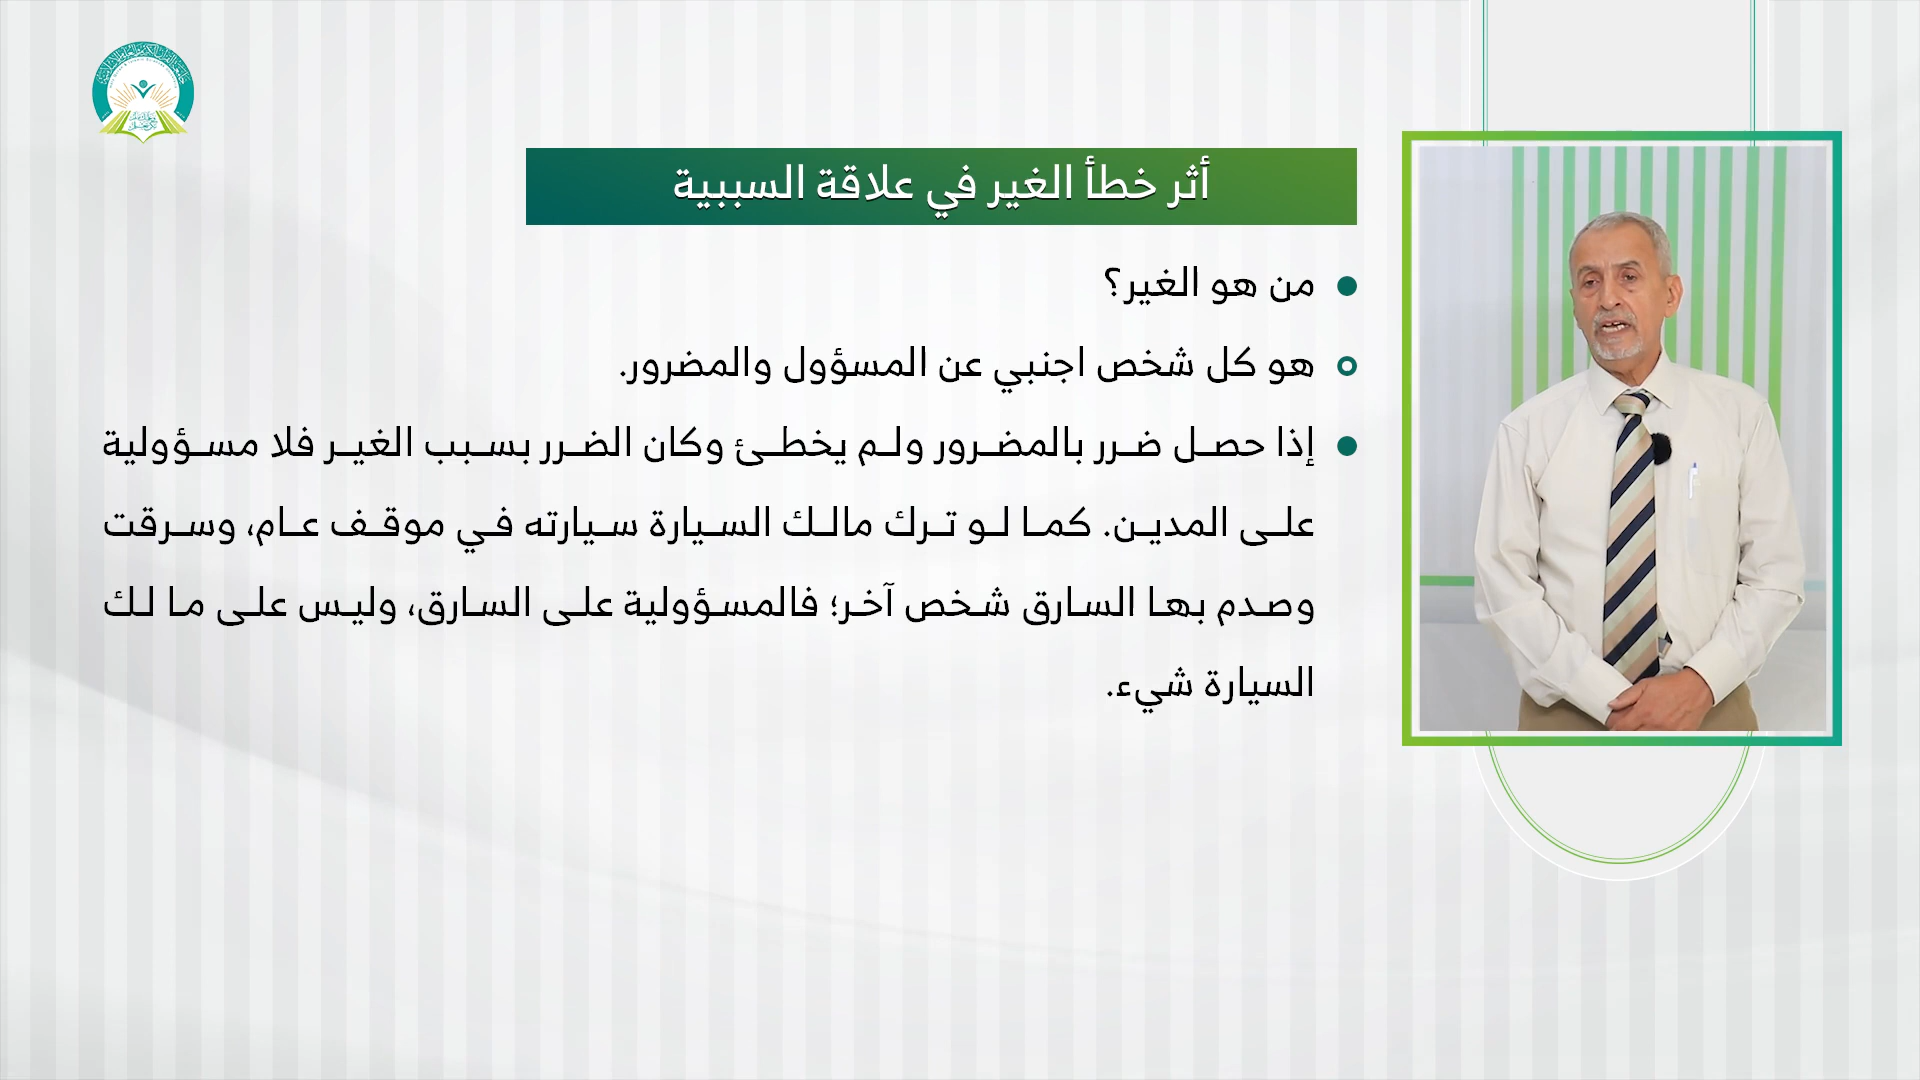 أثر خطأ الغير في علاقة السببية
من هو الغير؟
هو كل شخص اجنبي عن المسؤول والمضرور.
إذا حصل ضرر بالمضرور ولم يخطئ وكان الضرر بسبب الغير فلا مسؤولية
على المدين. كما لو ترك مالك السيارة سيارته في موقف عام، وسرقت
وصدم بها السارق شخص آخر؛ فالمسؤولية على السارق، وليس على ما لك
السيارة شيء.